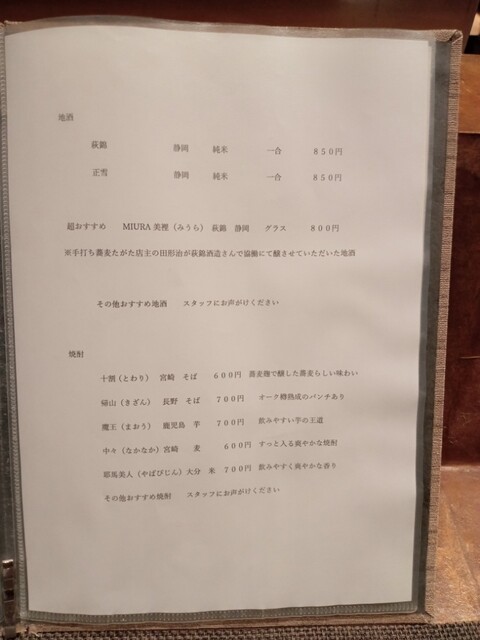 地酒
萩錦　静岡　純米　一合　８５０円
正雪　静岡　純米　一合　８５０円
超おすすめ　MIURA 美裡（みうら）　萩錦　静岡　グラス　８００円
※手打ち蕎麦たがた店主の田形治が萩錦酒造さんで協働にて醸させていただいた地酒
その他おすすめ地酒　スタッフにお声がけください
焼酎
十割（とわり）　宮崎　そば　６００円　蕎麦麹で醸した蕎麦らしい味わい
帰山（きざん）　長野　そば　７００円　オーク樽熟成のパンチあり
魔王（まおう）　鹿児島　芋　７００円　飲みやすい芋の王道
中々（なかなか）宮崎　麦　６００円　すっと入る爽やかな焼酎
耶馬美人（やばびじん）大分　米　７００円　飲みやすく爽やかな香り
その他おすすめ焼酎　スタッフにお声がけください